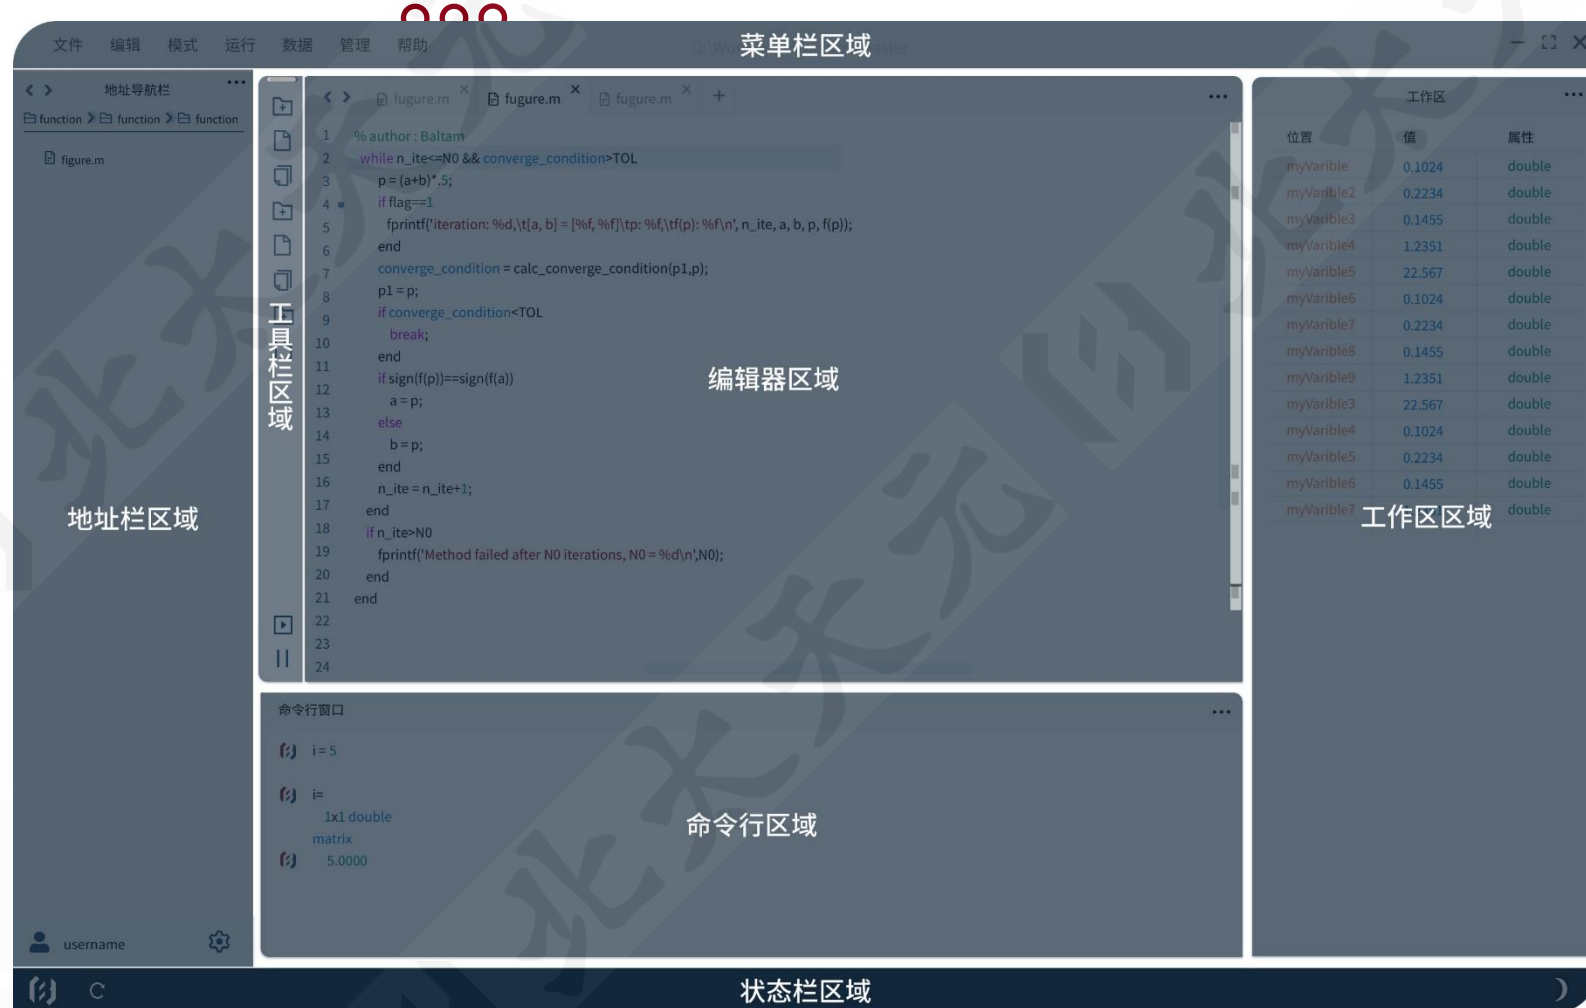 文件 编辑 模式 运行 数据 管理 帮助
菜单栏区域
地址导航栏
function function function
figure.m
地址栏区域
username
工具栏区域
fugure.m fugure.m fugure.m
1 % author : Baltam
2 while n_ite<=N0 && converge_condition>TOL
3 p = (a+b)*.5;
4 if flag==1
5 fprintf('iteration: %d,\t[a, b] = [%f, %f]\tp: %f,\tf(p): %f\n', n_ite, a, b, p, f(p));
6 end
7 converge_condition = calc_converge_condition(p1,p);
8 p1 = p;
9 if converge_condition<TOL
10 break;
11 end
12 if sign(f(p))==sign(f(a))
13 a = p;
14 else
15 b = p;
16 end
17 n_ite = n_ite+1;
18 end
19 if n_ite>N0
20 fprintf('Method failed after N0 iterations, N0 = %d\n',N0);
21 end
22 end
23
24
编辑器区域
命令行窗口
i = 5
i=
1x1 double
matrix
5.0000
命令行区域
工作区
位置 值 属性
myVarible 0.1024 double
myVarible2 0.2234 double
myVarible3 0.1455 double
myVarible4 1.2351 double
myVarible5 22.567 double
myVarible6 0.1024 double
myVarible7 0.2234 double
myVarible8 0.1455 double
myVarible9 1.2351 double
myVarible3 22.567 double
myVarible4 0.1024 double
myVarible5 0.2234 double
myVarible6 0.1455 double
myVarible7 double
工作区区域
状态栏区域
北太天元
北太天元